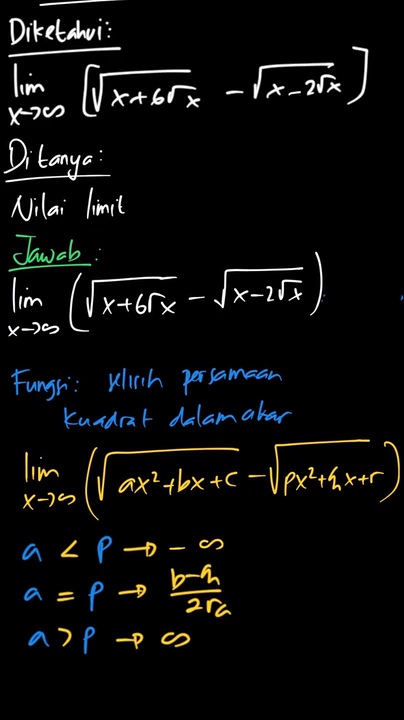 Diketahui:
lim x→∞ [√(x+6√x) - √(x-2√x)]
Ditanya:
Nilai limit
Jawab:
lim x→∞ (√(x+6√x) - √(x-2√x))
Fungsi: selisih persamaan
kuadrat dalam akar
lim x→∞ (√(ax²+bx+c) - √(px²+qx+r))
a < p → -∞
a = p → (b-q)/(2√a)
a > p → ∞